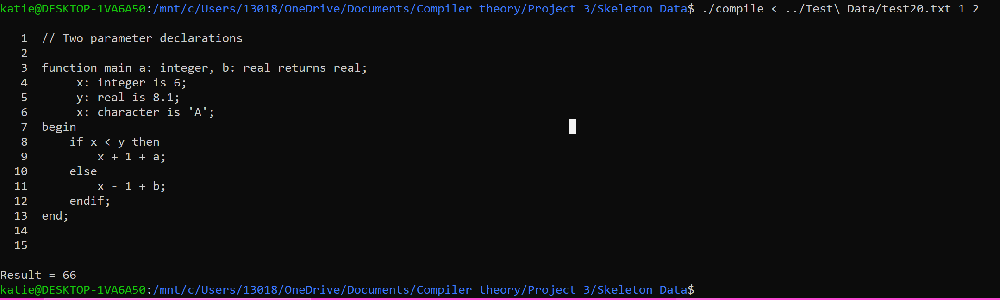 katie@DESKTOP-1VA6A50:/mnt/c/Users/13018/OneDrive/Documents/Compiler theory/Project 3/Skeleton Data$ ./compile < ../Test\ Data/test20.txt 1 2
1 // Two parameter declarations
2
3 function main a: integer, b: real returns real;
4 x: integer is 6;
5 y: real is 8.1;
6 x: character is 'A';
7 begin
8 if x < y then
9 x + 1 + a;
10 else
11 x - 1 + b;
12 endif;
13 end;
14
15
Result = 66
katie@DESKTOP-1VA6A50:/mnt/c/Users/13018/OneDrive/Documents/Compiler theory/Project 3/Skeleton Data$